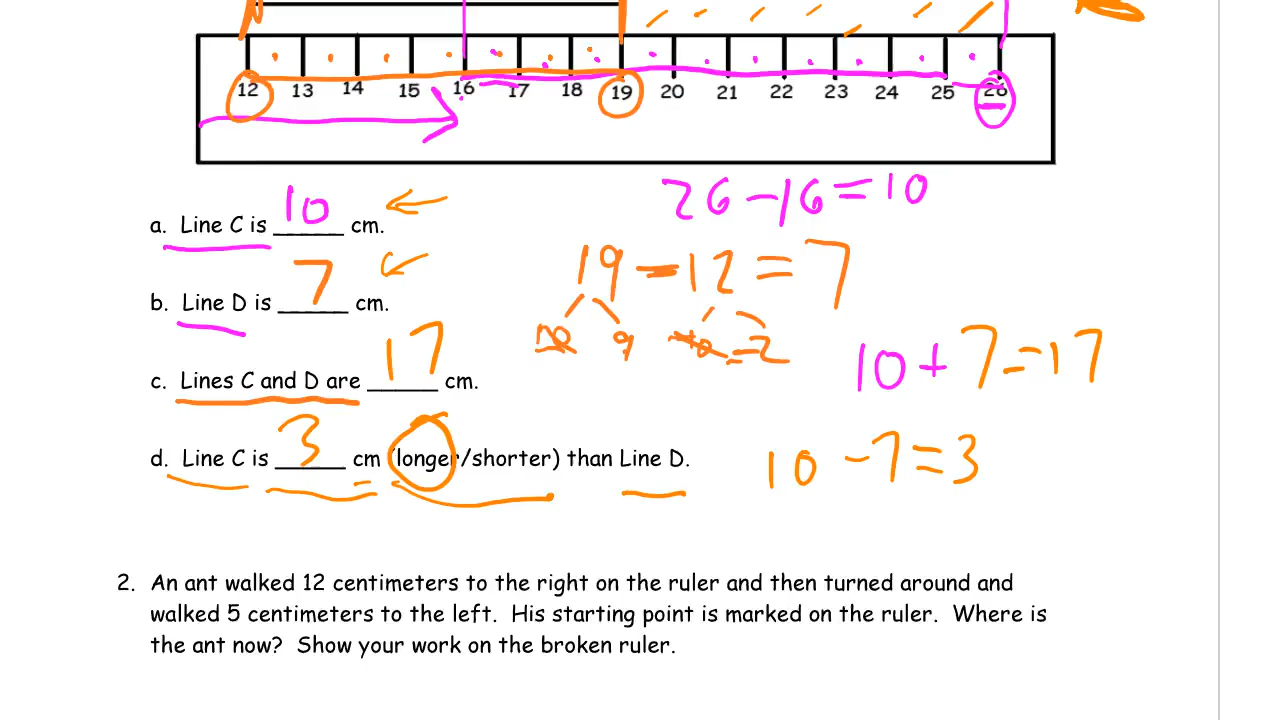 12 13 14 15 16 17 18 19 20 21 22 23 24 25 26
26 - 16 = 10
a. Line C is 10 cm.
19 - 12 = 7
10 9 10 - 2
b. Line D is 7 cm.
10 + 7 = 17
c. Lines C and D are 17 cm.
d. Line C is 3 cm (longer/shorter) than Line D.
10 - 7 = 3
2. An ant walked 12 centimeters to the right on the ruler and then turned around and
walked 5 centimeters to the left. His starting point is marked on the ruler. Where is
the ant now? Show your work on the broken ruler.